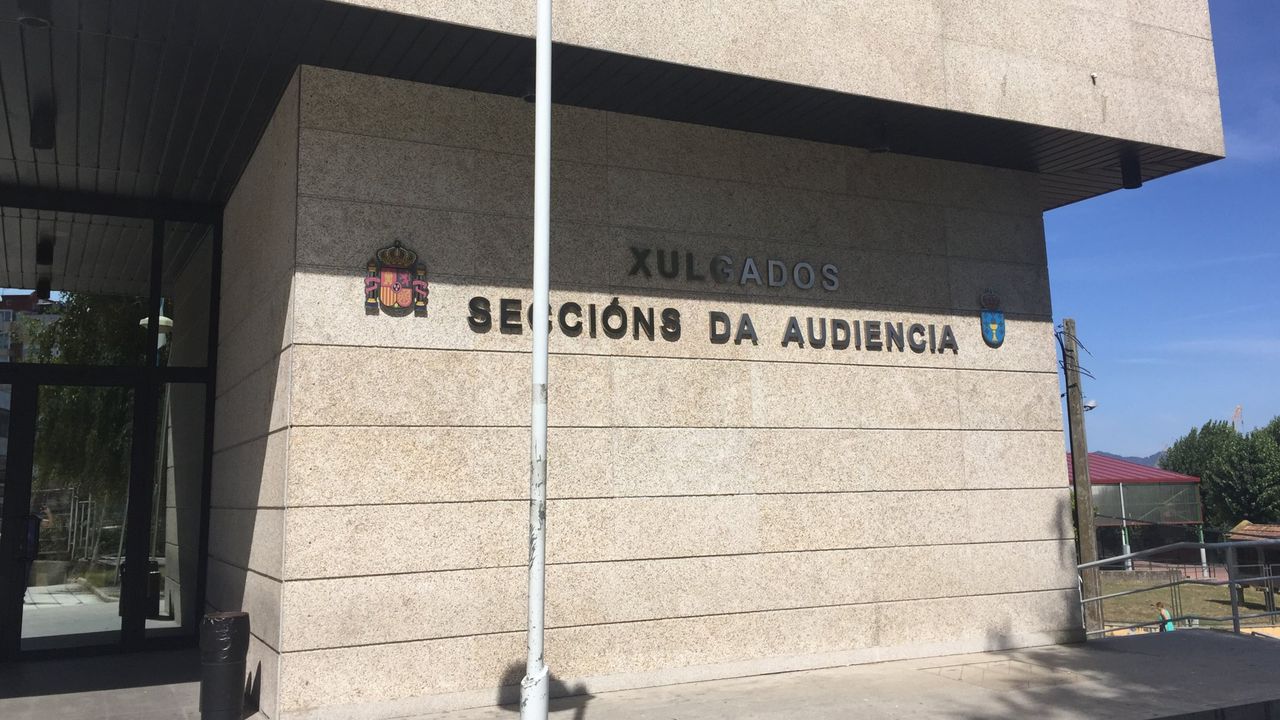 XULGADOS
SECCIÓNS DA AUDIENCIA